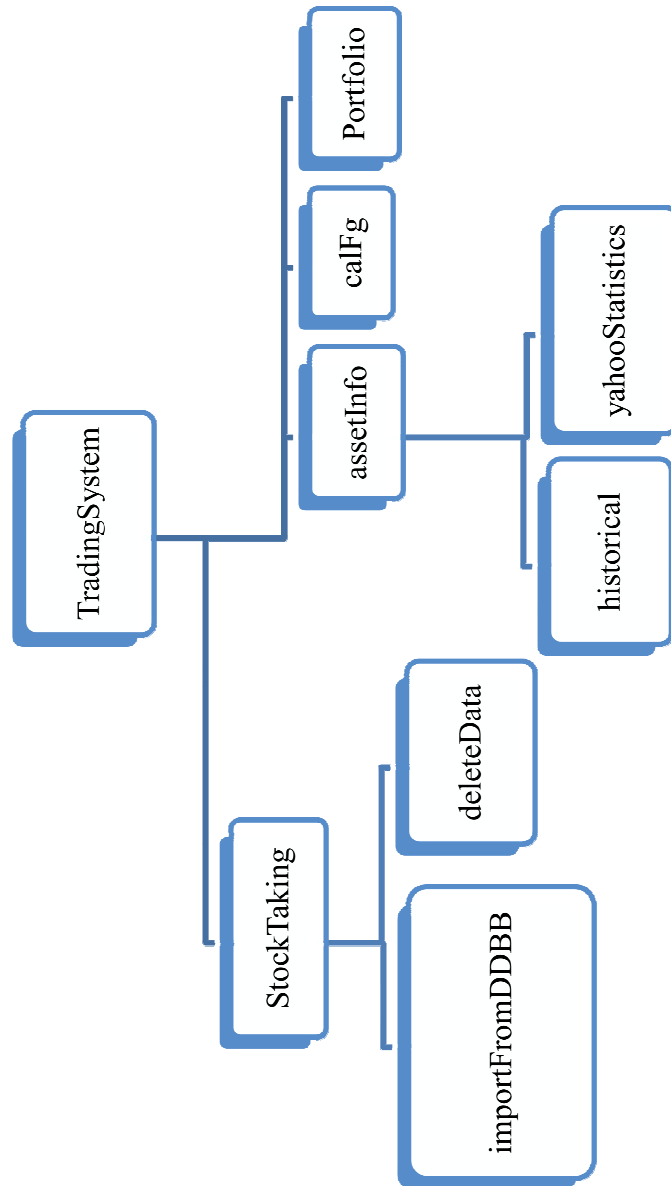 TradingSystem
StockTaking
assetInfo
calFg
Portfolio
importFromDDBB
deleteData
historical
yahooStatistics